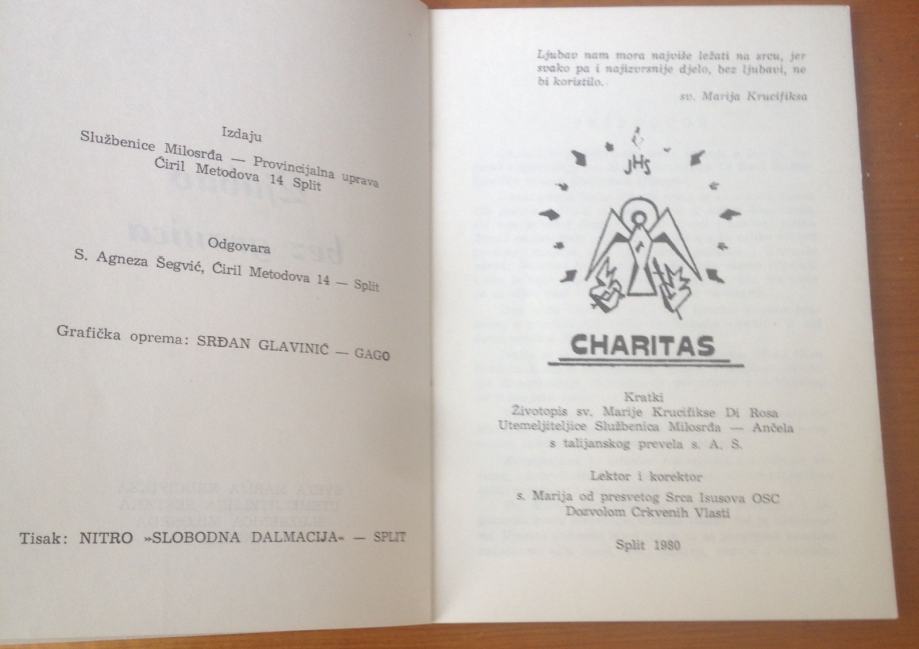 Izdaju
Službenice Milosrđa — Provincijalna uprava
Ćiril Metodova 14 Split
Odgovara
S. Agneza Šegvić, Ćiril Metodova 14 — Split
Grafička oprema: SRĐAN GLAVINIĆ — GAGO
Tisak: NITRO »SLOBODNA DALMACIJA« — SPLIT
Ljubav nam mora najviše ležati na srcu, jer
svako pa i najizvrsnije djelo, bez ljubavi, ne
bi koristilo.
sv. Marija Krucifiksa
JHS
CHARITAS
Kratki
Životopis sv. Marije Krucifikse Di Rosa
Utemeljiteljice Službenica Milosrđa — Ančela
s talijanskog prevela s. A. S.
Lektor i korektor
s. Marija od presvetog Srca Isusova OSC
Dozvolom Crkvenih Vlasti
Split 1980